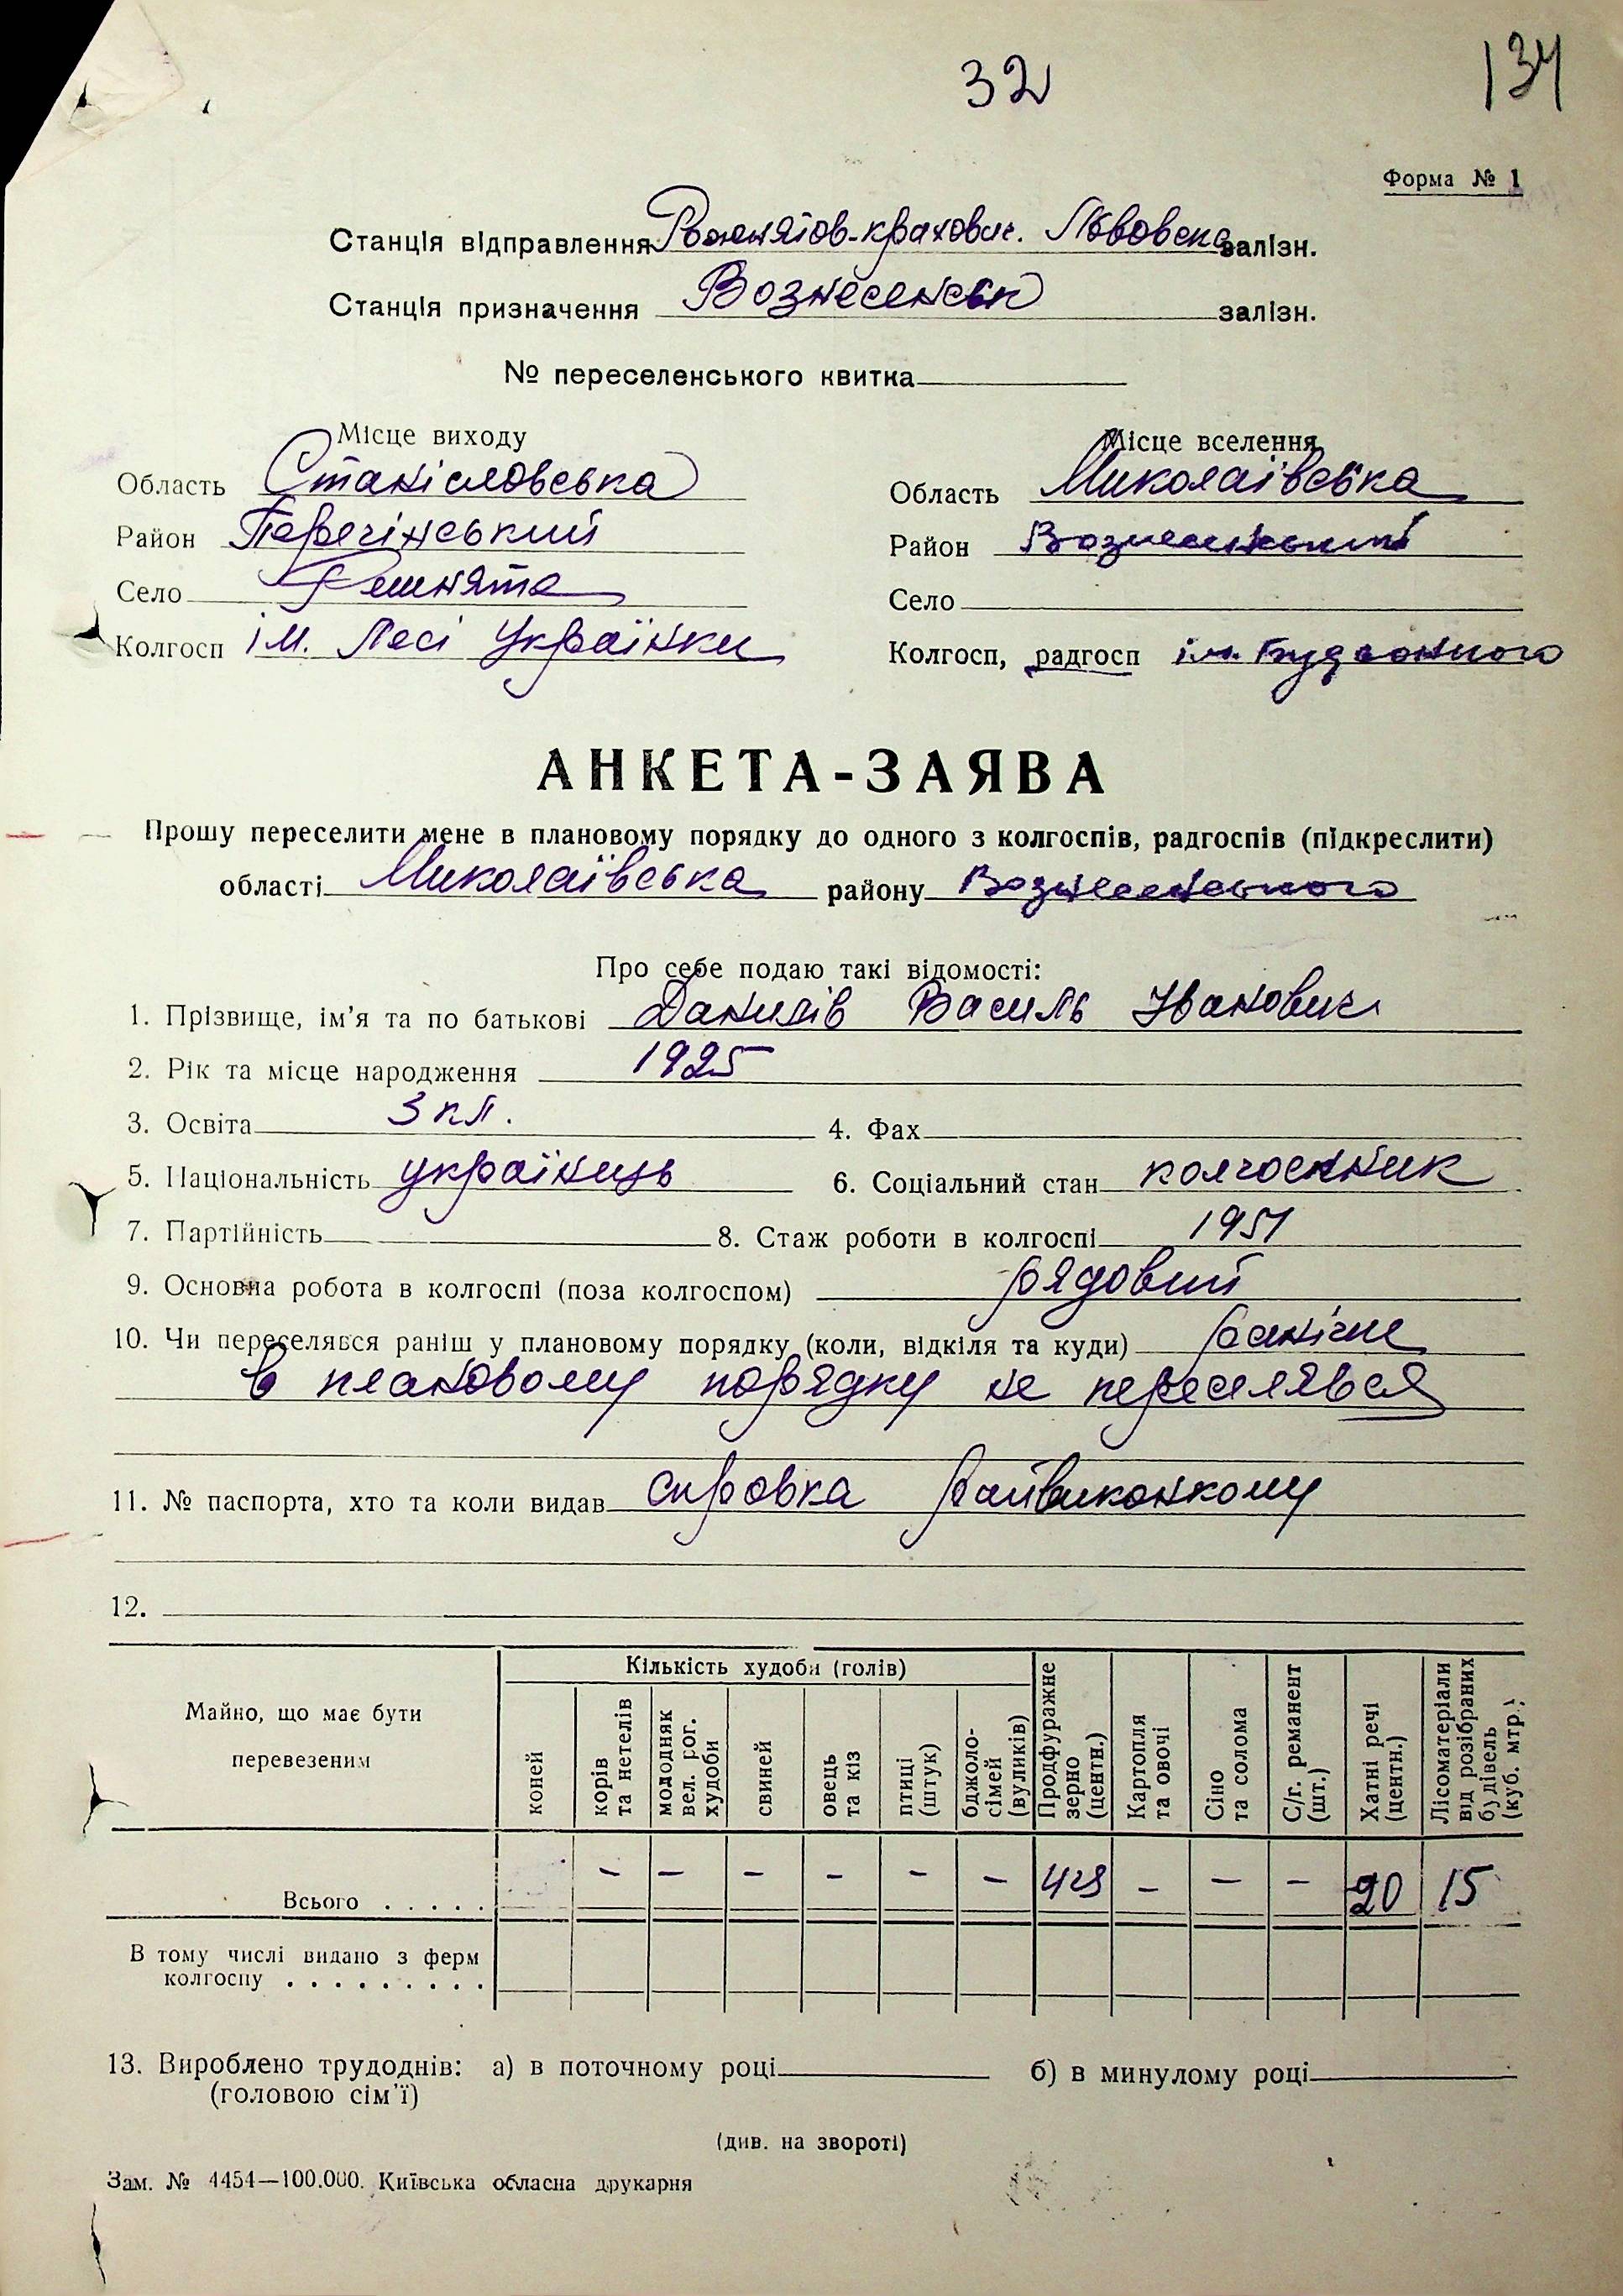 32
134
Форма № 1
Станція відправлення Рожнятов-крахович. Львовська залізн.
Станція призначення Вознесенськ залізн.
№ переселенського квитка
Місце виходу
Область Станіславська
Район Перегінський
Село
Колгосп ім. Лесі Українки
Місце вселення
Область Миколаївська
Район Вознесенський
Село
Колгосп, радгосп ім. Будьонного
АНКЕТА-ЗАЯВА
Прошу переселити мене в плановому порядку до одного з колгоспів, радгоспів (підкреслити)
області Миколаївська району Вознесенського
Про себе подаю такі відомості:
1. Прізвище, ім'я та по батькові Данилів Василь Іванович
2. Рік та місце народження 1925
3. Освіта 3 кл. 4. Фах
5. Національність українць 6. Соціальний стан колгоспник
7. Партійність 8. Стаж роботи в колгоспі 1951
9. Основна робота в колгоспі (поза колгоспом) рядовий
10. Чи переселявся раніш у плановому порядку (коли, відкіля та куди) раніше
в плановому порядку не переселявься
11. № паспорта, хто та коли видав справка райвиконкому
12.
Майно, що має бути перевезеним
Кількість худоби (голів)
коней
корів та нетелів
молодняк вел. рог. худоби
свиней
овець та кіз
птиці (штук)
бджоло-сімей (вуликів)
Продфуражне зерно (центн.)
Картопля та овочі
Сіно та солома
С/г. реманент (шт.)
Хатні речі (центн.)
Лісоматеріали від розібраних будівель (куб. мтр.)
Всього . . . . . – – – – – – – – – 20 15
В тому числі видано з ферм
колгоспу . . . . . . . . .
13. Вироблено трудоднів: а) в поточному році б) в минулому році
(головою сім'ї)
(див. на звороті)
Зам. № 4454—100.000. Київська обласна друкарня